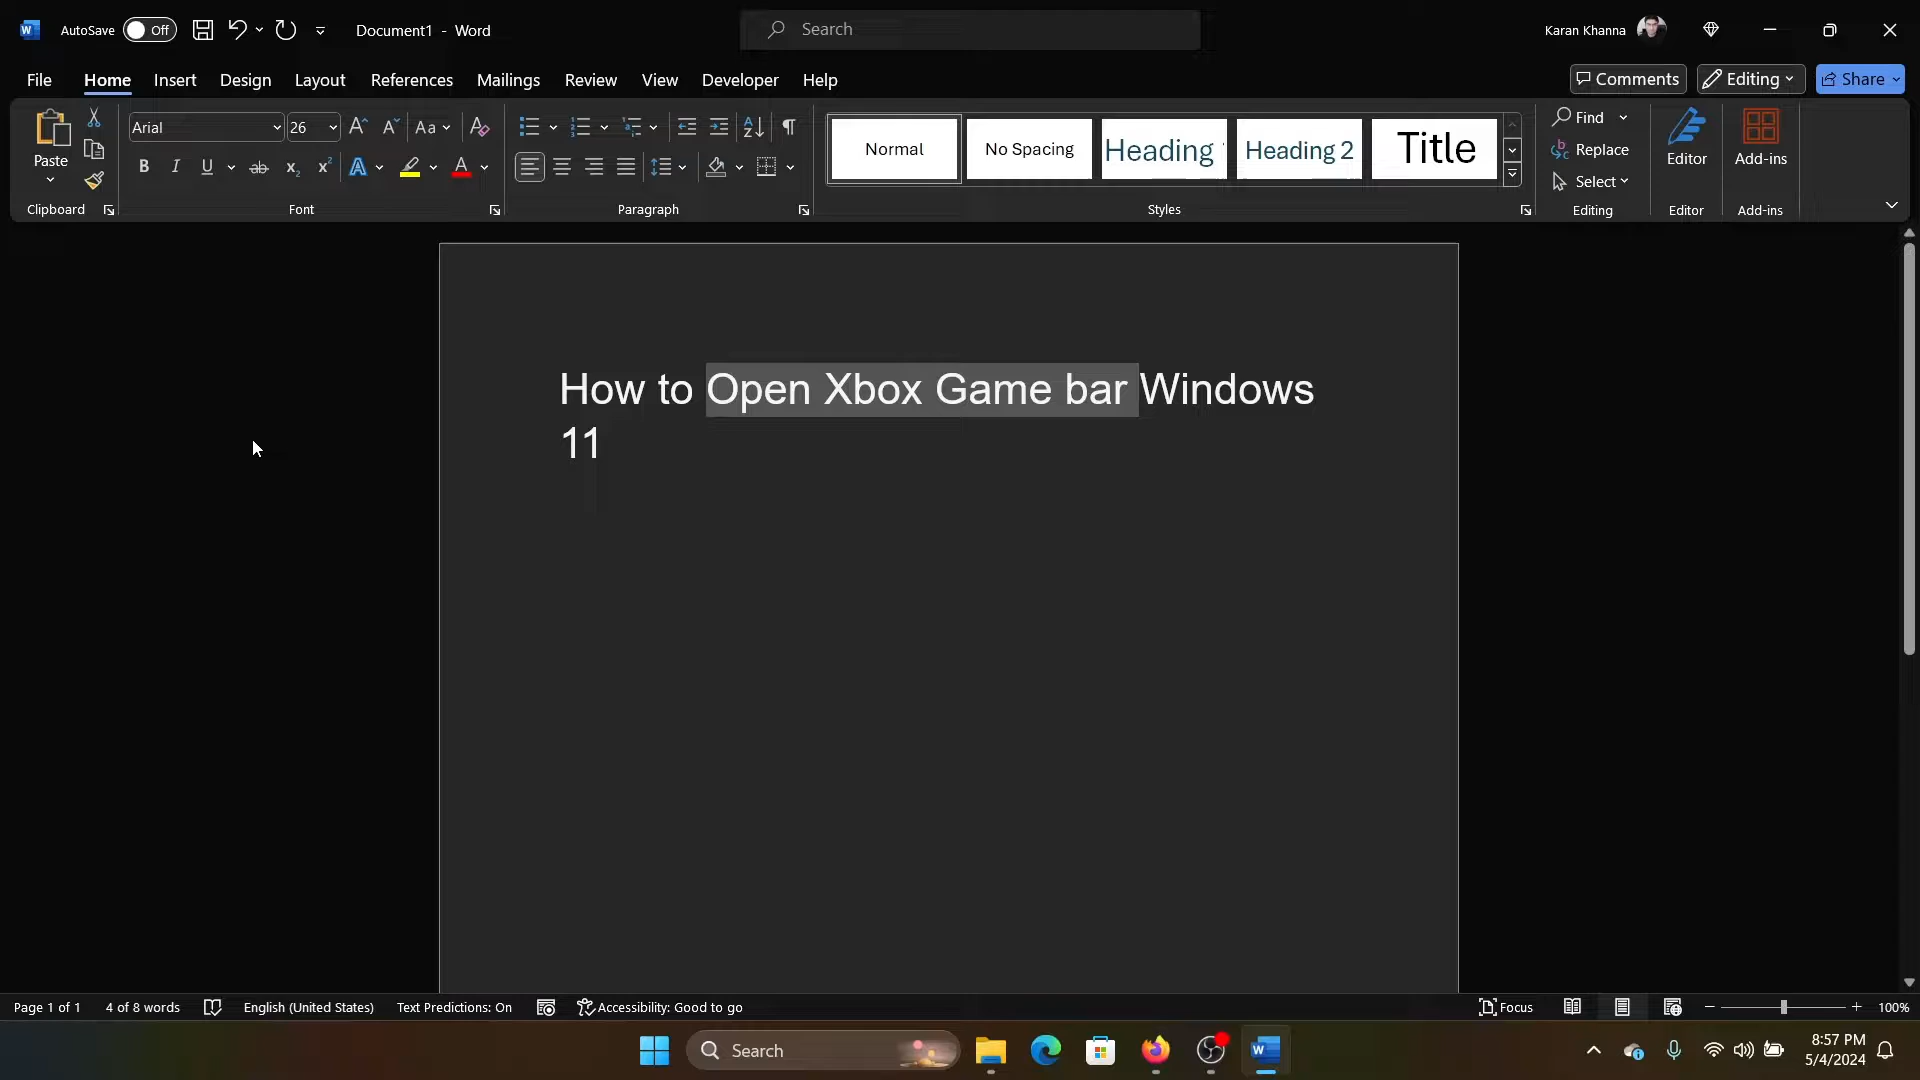 W AutoSave Off Document1 - Word Search Karan Khanna
File Home Insert Design Layout References Mailings Review View Developer Help Comments Editing Share
Paste Arial 26 Aa Normal No Spacing Heading Heading 2 Title Find Replace Select Editor Add-ins
Clipboard Font Paragraph Styles Editing Editor Add-ins
How to Open Xbox Game bar Windows
11
Page 1 of 1 4 of 8 words English (United States) Text Predictions: On Accessibility: Good to go Focus 100%
Search 8:57 PM
5/4/2024